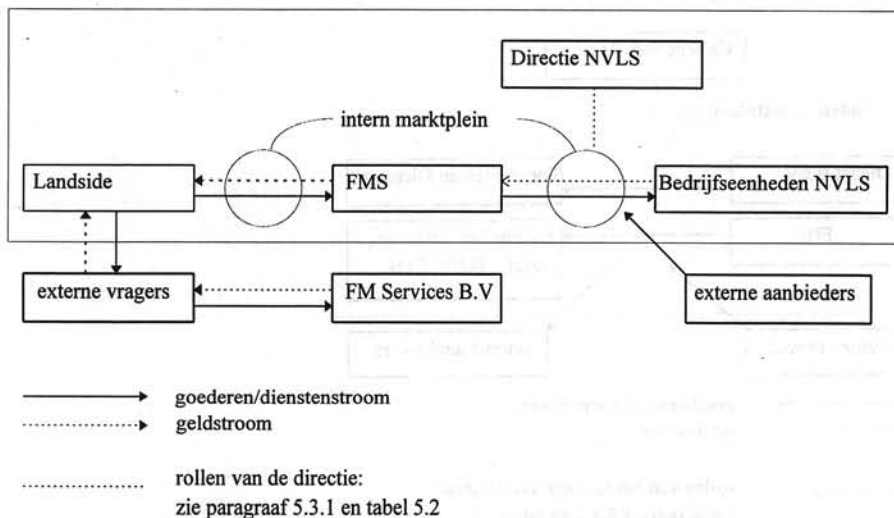 Directie NVLS
intern marktplein
Landside
FMS
Bedrijfseenheden NVLS
externe vragers
FM Services B.V
externe aanbieders
goederen/dienstenstroom
geldstroom
rollen van de directie:
zie paragraaf 5.3.1 en tabel 5.2